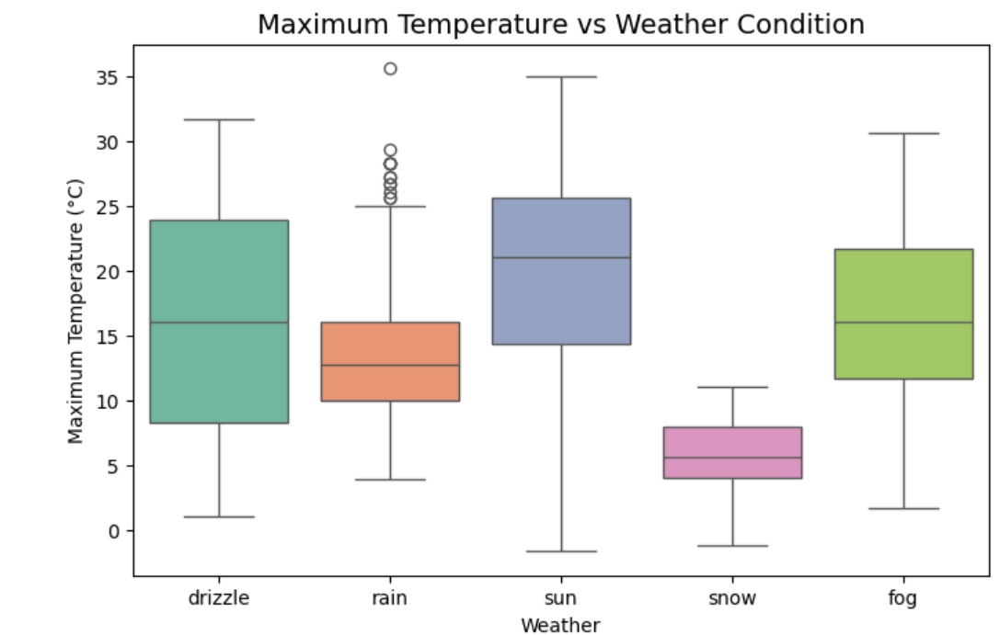 Maximum Temperature vs Weather Condition
Maximum Temperature (°C)
35
30
25
20
15
10
5
0
drizzle rain sun snow fog
Weather